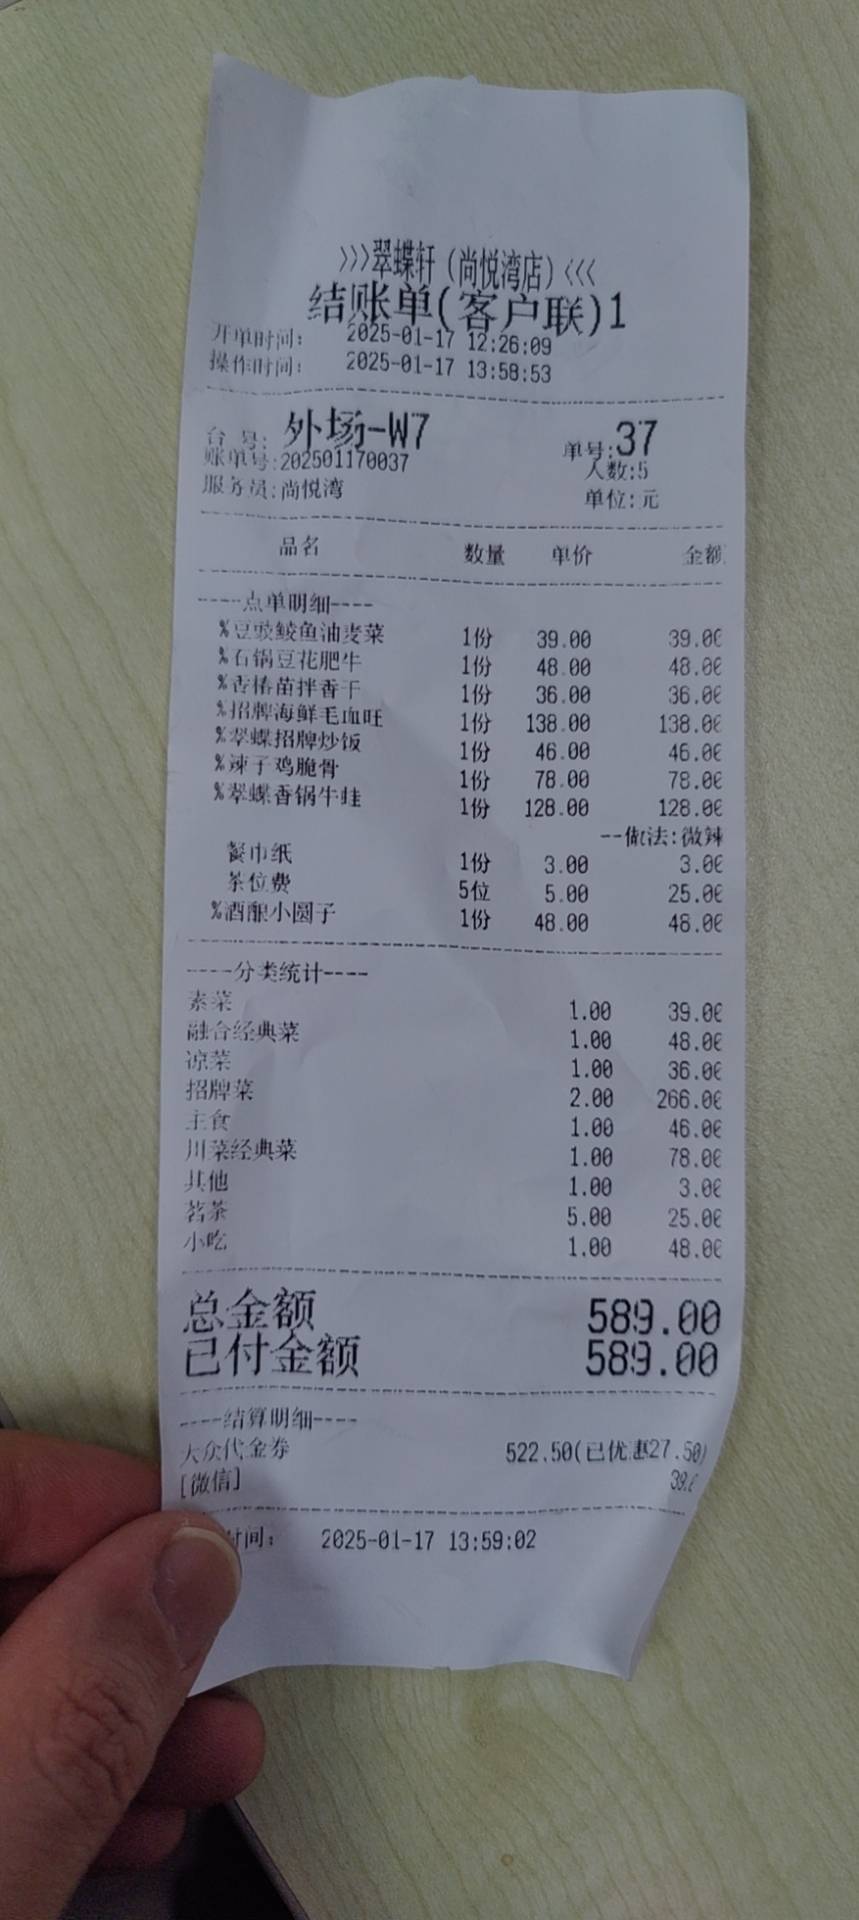 >>>翠蝶轩（尚悦湾店）<<<
结账单(客户联)1
开单时间： 2025-01-17 12:26:09
操作时间： 2025-01-17 13:58:53
台 号: 外场-W7 单号:37
账单号:202501170037 人数:5
服务员:尚悦湾 单位:元
品名 数量 单价 金额
----点单明细----
%豆豉鲮鱼油麦菜 1份 39.00 39.00
%石锅豆花肥牛 1份 48.00 48.00
%香椿苗拌香干 1份 36.00 36.00
%招牌海鲜毛血旺 1份 138.00 138.00
%翠蝶招牌炒饭 1份 46.00 46.00
%辣子鸡脆骨 1份 78.00 78.00
%翠蝶香锅牛蛙 1份 128.00 128.00
--做法:微辣
餐巾纸 1份 3.00 3.00
茶位费 5位 5.00 25.00
%酒酿小圆子 1份 48.00 48.00
----分类统计----
素菜 1.00 39.00
融合经典菜 1.00 48.00
凉菜 1.00 36.00
招牌菜 2.00 266.00
主食 1.00 46.00
川菜经典菜 1.00 78.00
其他 1.00 3.00
茗茶 5.00 25.00
小吃 1.00 48.00
总金额 589.00
已付金额 589.00
----结算明细----
大众代金券 522.50(已优惠27.50)
[微信] 39.0
时间： 2025-01-17 13:59:02